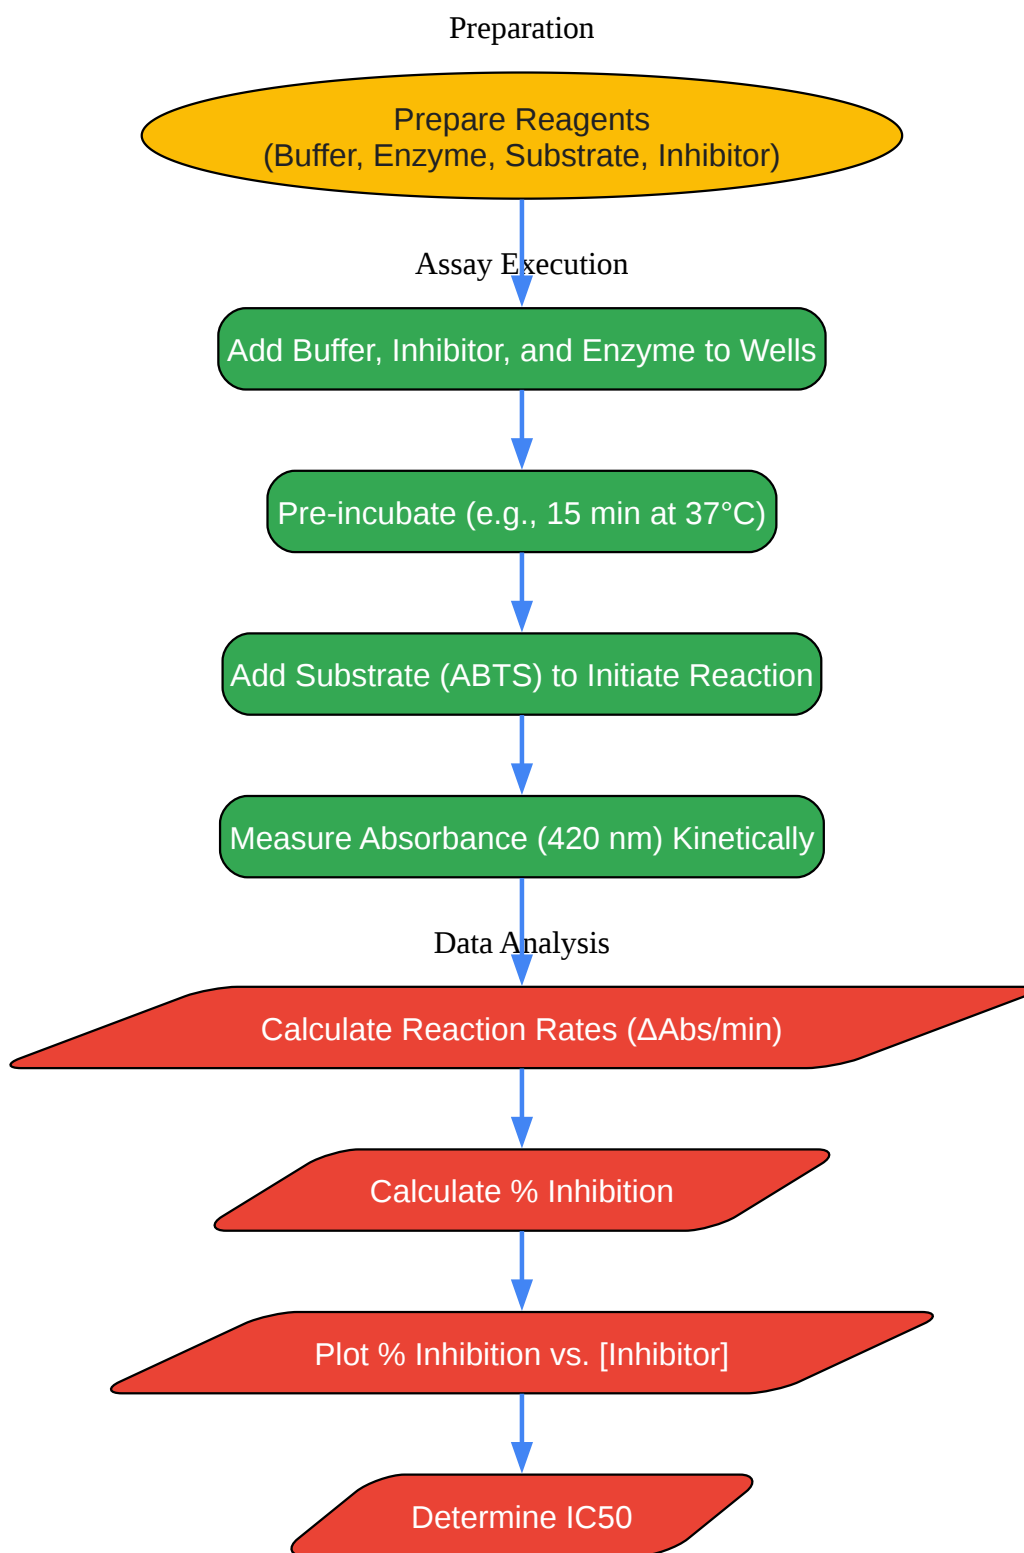 Preparation
Prepare Reagents
(Buffer, Enzyme, Substrate, Inhibitor)
Assay Execution
Add Buffer, Inhibitor, and Enzyme to Wells
Pre-incubate (e.g., 15 min at 37°C)
Add Substrate (ABTS) to Initiate Reaction
Measure Absorbance (420 nm) Kinetically
Data Analysis
Calculate Reaction Rates (ΔAbs/min)
Calculate % Inhibition
Plot % Inhibition vs. [Inhibitor]
Determine IC50